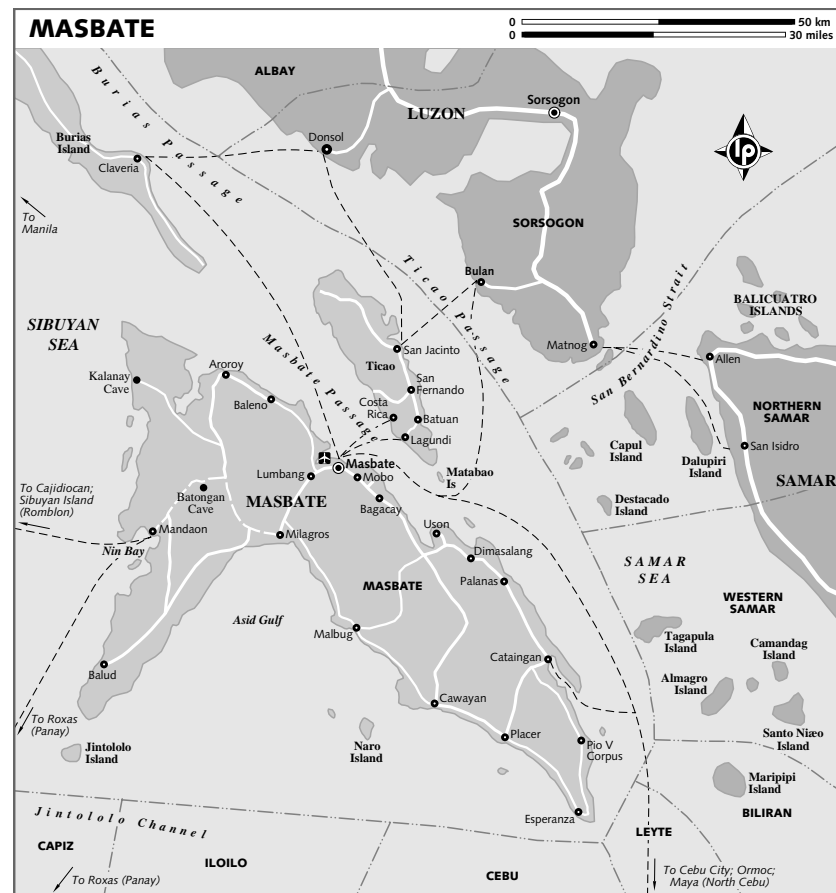 MASBATE
0 50 km
0 30 miles
ALBAY
LUZON
Sorsogon
Burias Passage
Burias
Island
Claveria
Donsol
lp
To
Manila
SORSOGON
Ticao Passage
Bulan
San Bernardino Strait
BALICUATRO
ISLANDS
SIBUYAN
SEA
Masbate Passage
San Jacinto
Matnog
Allen
Ticao
Aroroy
Kalanay
Cave
San
Fernando
Baleno
Costa
Rica
Batuan
Lagundi
NORTHERN
SAMAR
Capul
Island
Dalupiri
Island
San Isidro
Masbate
Lumbang
Mobo
Matabao
Is
SAMAR
To Cajidiocan;
Sibuyan Island
(Romblon)
Batongan
Cave
MASBATE
Bagacay
Destacado
Island
Mandaon
Nin Bay
Milagros
Uson
Dimasalang
SAMAR
SEA
MASBATE
Palanas
WESTERN
SAMAR
Asid Gulf
Malbug
Tagapula
Island
Camandag
Island
Cataingan
Balud
Almagro
Island
Cawayan
To Roxas
(Panay)
Santo Niæo
Island
Jintololo
Island
Naro
Island
Placer
Pio V
Corpus
Maripipi
Island
Esperanza
BILIRAN
Jintololo Channel
LEYTE
CAPIZ
ILOILO
CEBU
To Roxas (Panay)
To Cebu City; Ormoc;
Maya (North Cebu)